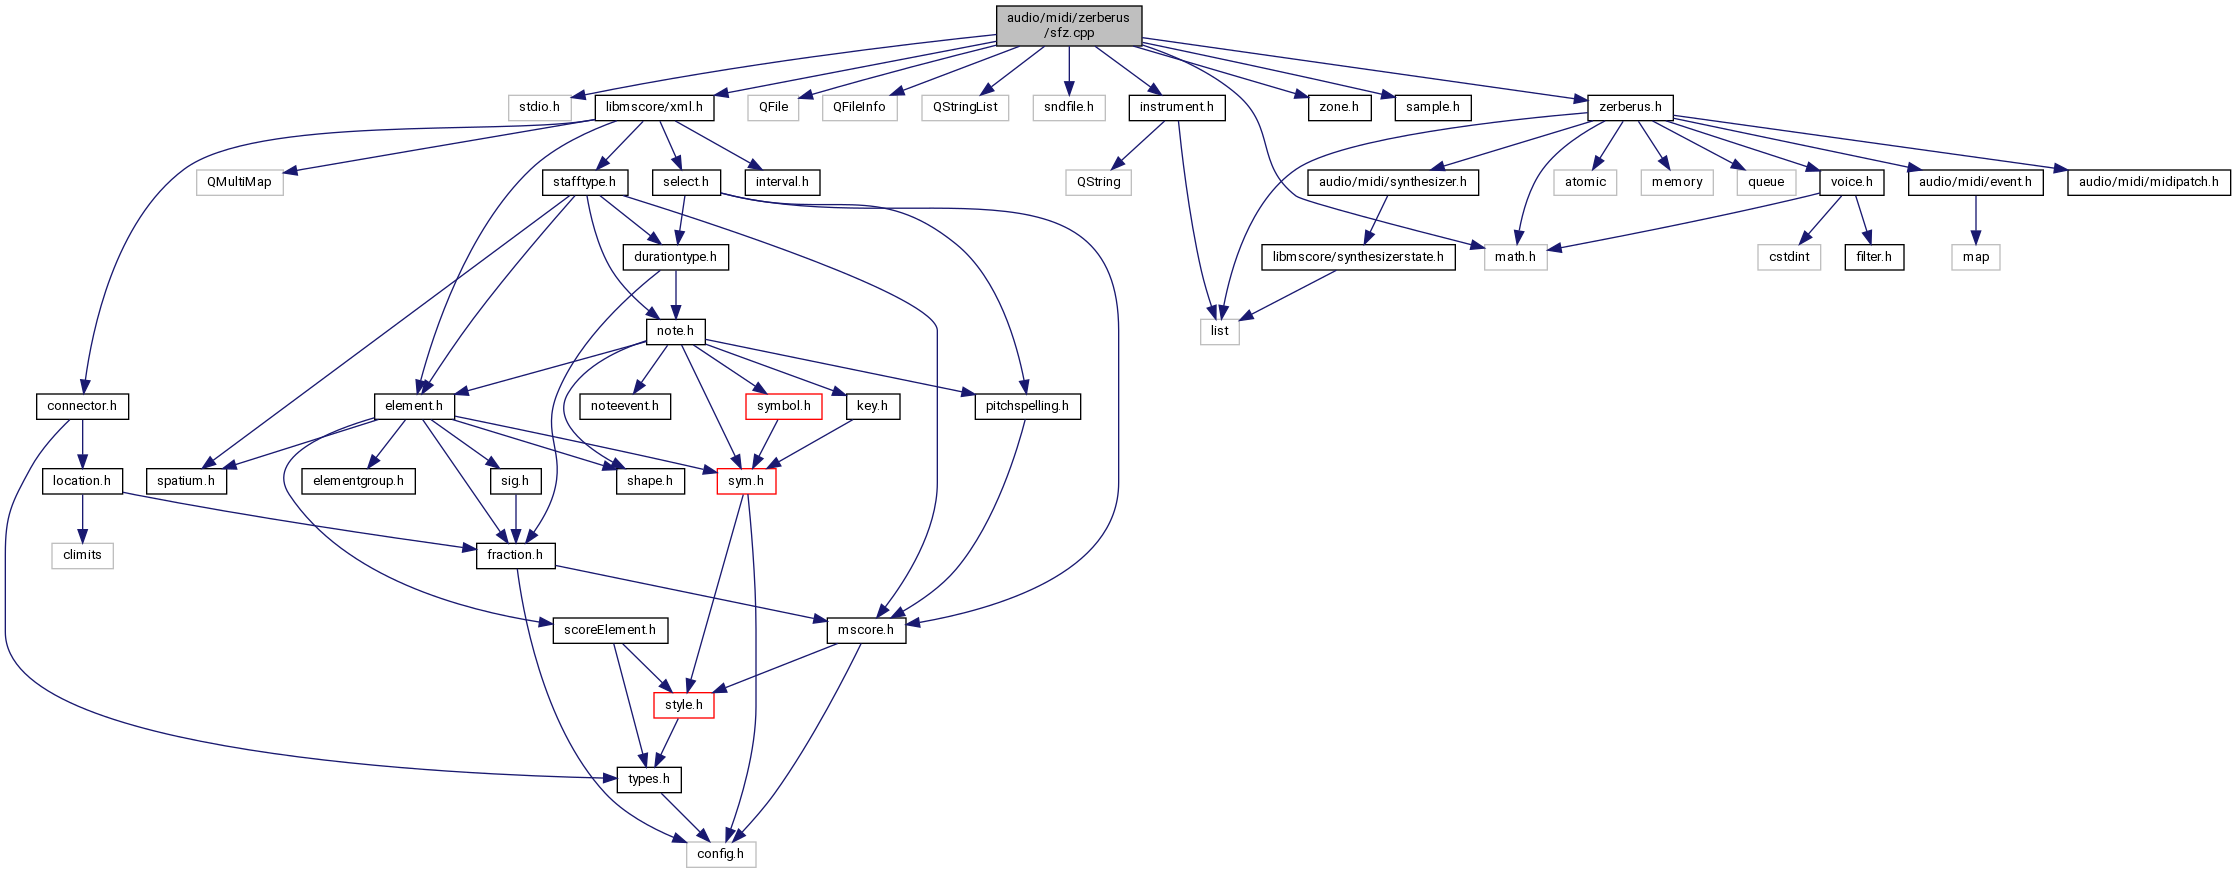 audio/midi/zerberus
/sfz.cpp
stdio.h
libmscore/xml.h
QFile
QFileInfo
QStringList
sndfile.h
instrument.h
zone.h
sample.h
zerberus.h
QMultiMap
stafftype.h
select.h
interval.h
QString
audio/midi/synthesizer.h
atomic
memory
queue
voice.h
audio/midi/event.h
audio/midi/midipatch.h
durationtype.h
libmscore/synthesizerstate.h
math.h
cstdint
filter.h
map
note.h
list
connector.h
element.h
noteevent.h
symbol.h
key.h
pitchspelling.h
location.h
spatium.h
elementgroup.h
sig.h
shape.h
sym.h
climits
fraction.h
scoreElement.h
mscore.h
style.h
types.h
config.h